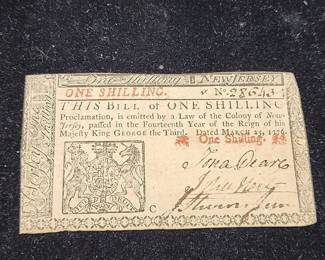 One Shilling NEW-JERSEY
ONE SHILLING. No. 28643
THIS BILL of ONE SHILLING
Proclamation, is emitted by a Law of the Colony of New-
Jersey, passed in the Fourteenth Year of the Reign of his
Majesty King GEORGE the Third. Dated MARCH 25, 1776.
One Shilling.
C